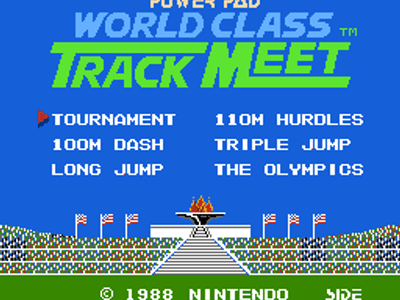 POWER PAD
WORLD CLASS
TRACK MEET TM
TOURNAMENT 110M HURDLES
100M DASH TRIPLE JUMP
LONG JUMP THE OLYMPICS
© 1988 NINTENDO SIDE